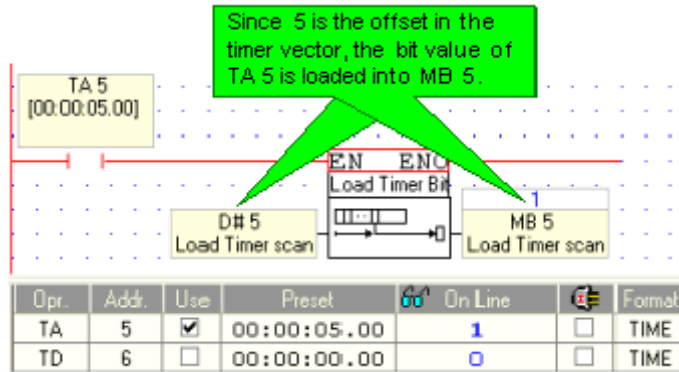 Since 5 is the offset in the
timer vector, the bit value of
TA 5 is loaded into MB 5.
TA 5
[00:00:05.00]
EN ENO
Load Timer Bit
1
D# 5
Load Timer scan
MB 5
Load Timer scan
Opr. Addr. Use Preset On Line Format
TA 5 00:00:05.00 1 TIME
TD 6 00:00:00.00 0 TIME